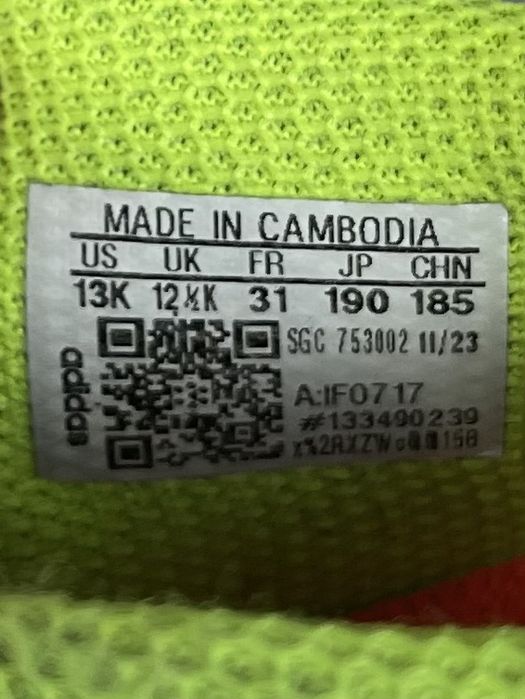 MADE IN CAMBODIA
US UK FR JP CHN
13K 12½K 31 190 185
adidas
SGC 753002 11/23
A:IF0717
#133490239